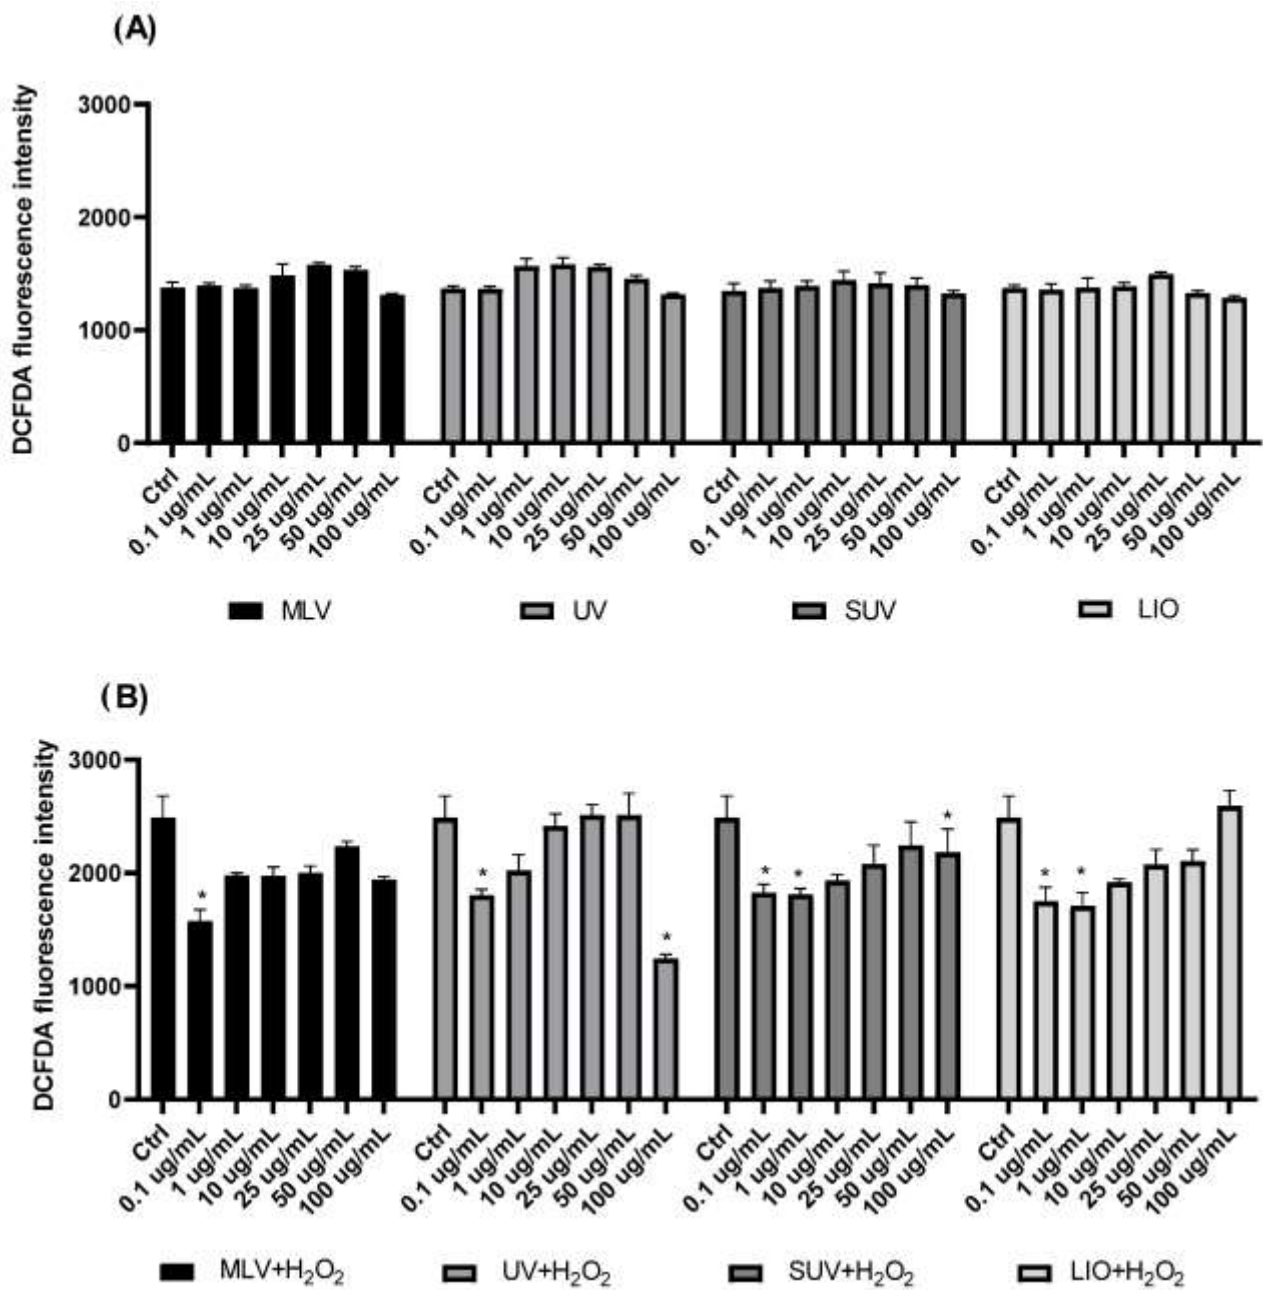 (A)
DCFDA fluorescence intensity
3000
2000
1000
0
Ctrl
0.1 ug/mL
1 ug/mL
10 ug/mL
25 ug/mL
50 ug/mL
100 ug/mL
Ctrl
0.1 ug/mL
1 ug/mL
10 ug/mL
25 ug/mL
50 ug/mL
100 ug/mL
Ctrl
0.1 ug/mL
1 ug/mL
10 ug/mL
25 ug/mL
50 ug/mL
100 ug/mL
Ctrl
0.1 ug/mL
1 ug/mL
10 ug/mL
25 ug/mL
50 ug/mL
100 ug/mL
MLV UV SUV LIO
(B)
DCFDA fluorescence intensity
3000
2000
1000
0
*
*
*
*
*
*
*
*
Ctrl
0.1 ug/mL
1 ug/mL
10 ug/mL
25 ug/mL
50 ug/mL
100 ug/mL
Ctrl
0.1 ug/mL
1 ug/mL
10 ug/mL
25 ug/mL
50 ug/mL
100 ug/mL
Ctrl
0.1 ug/mL
1 ug/mL
10 ug/mL
25 ug/mL
50 ug/mL
100 ug/mL
Ctrl
0.1 ug/mL
1 ug/mL
10 ug/mL
25 ug/mL
50 ug/mL
100 ug/mL
MLV+H₂O₂ UV+H₂O₂ SUV+H₂O₂ LIO+H₂O₂